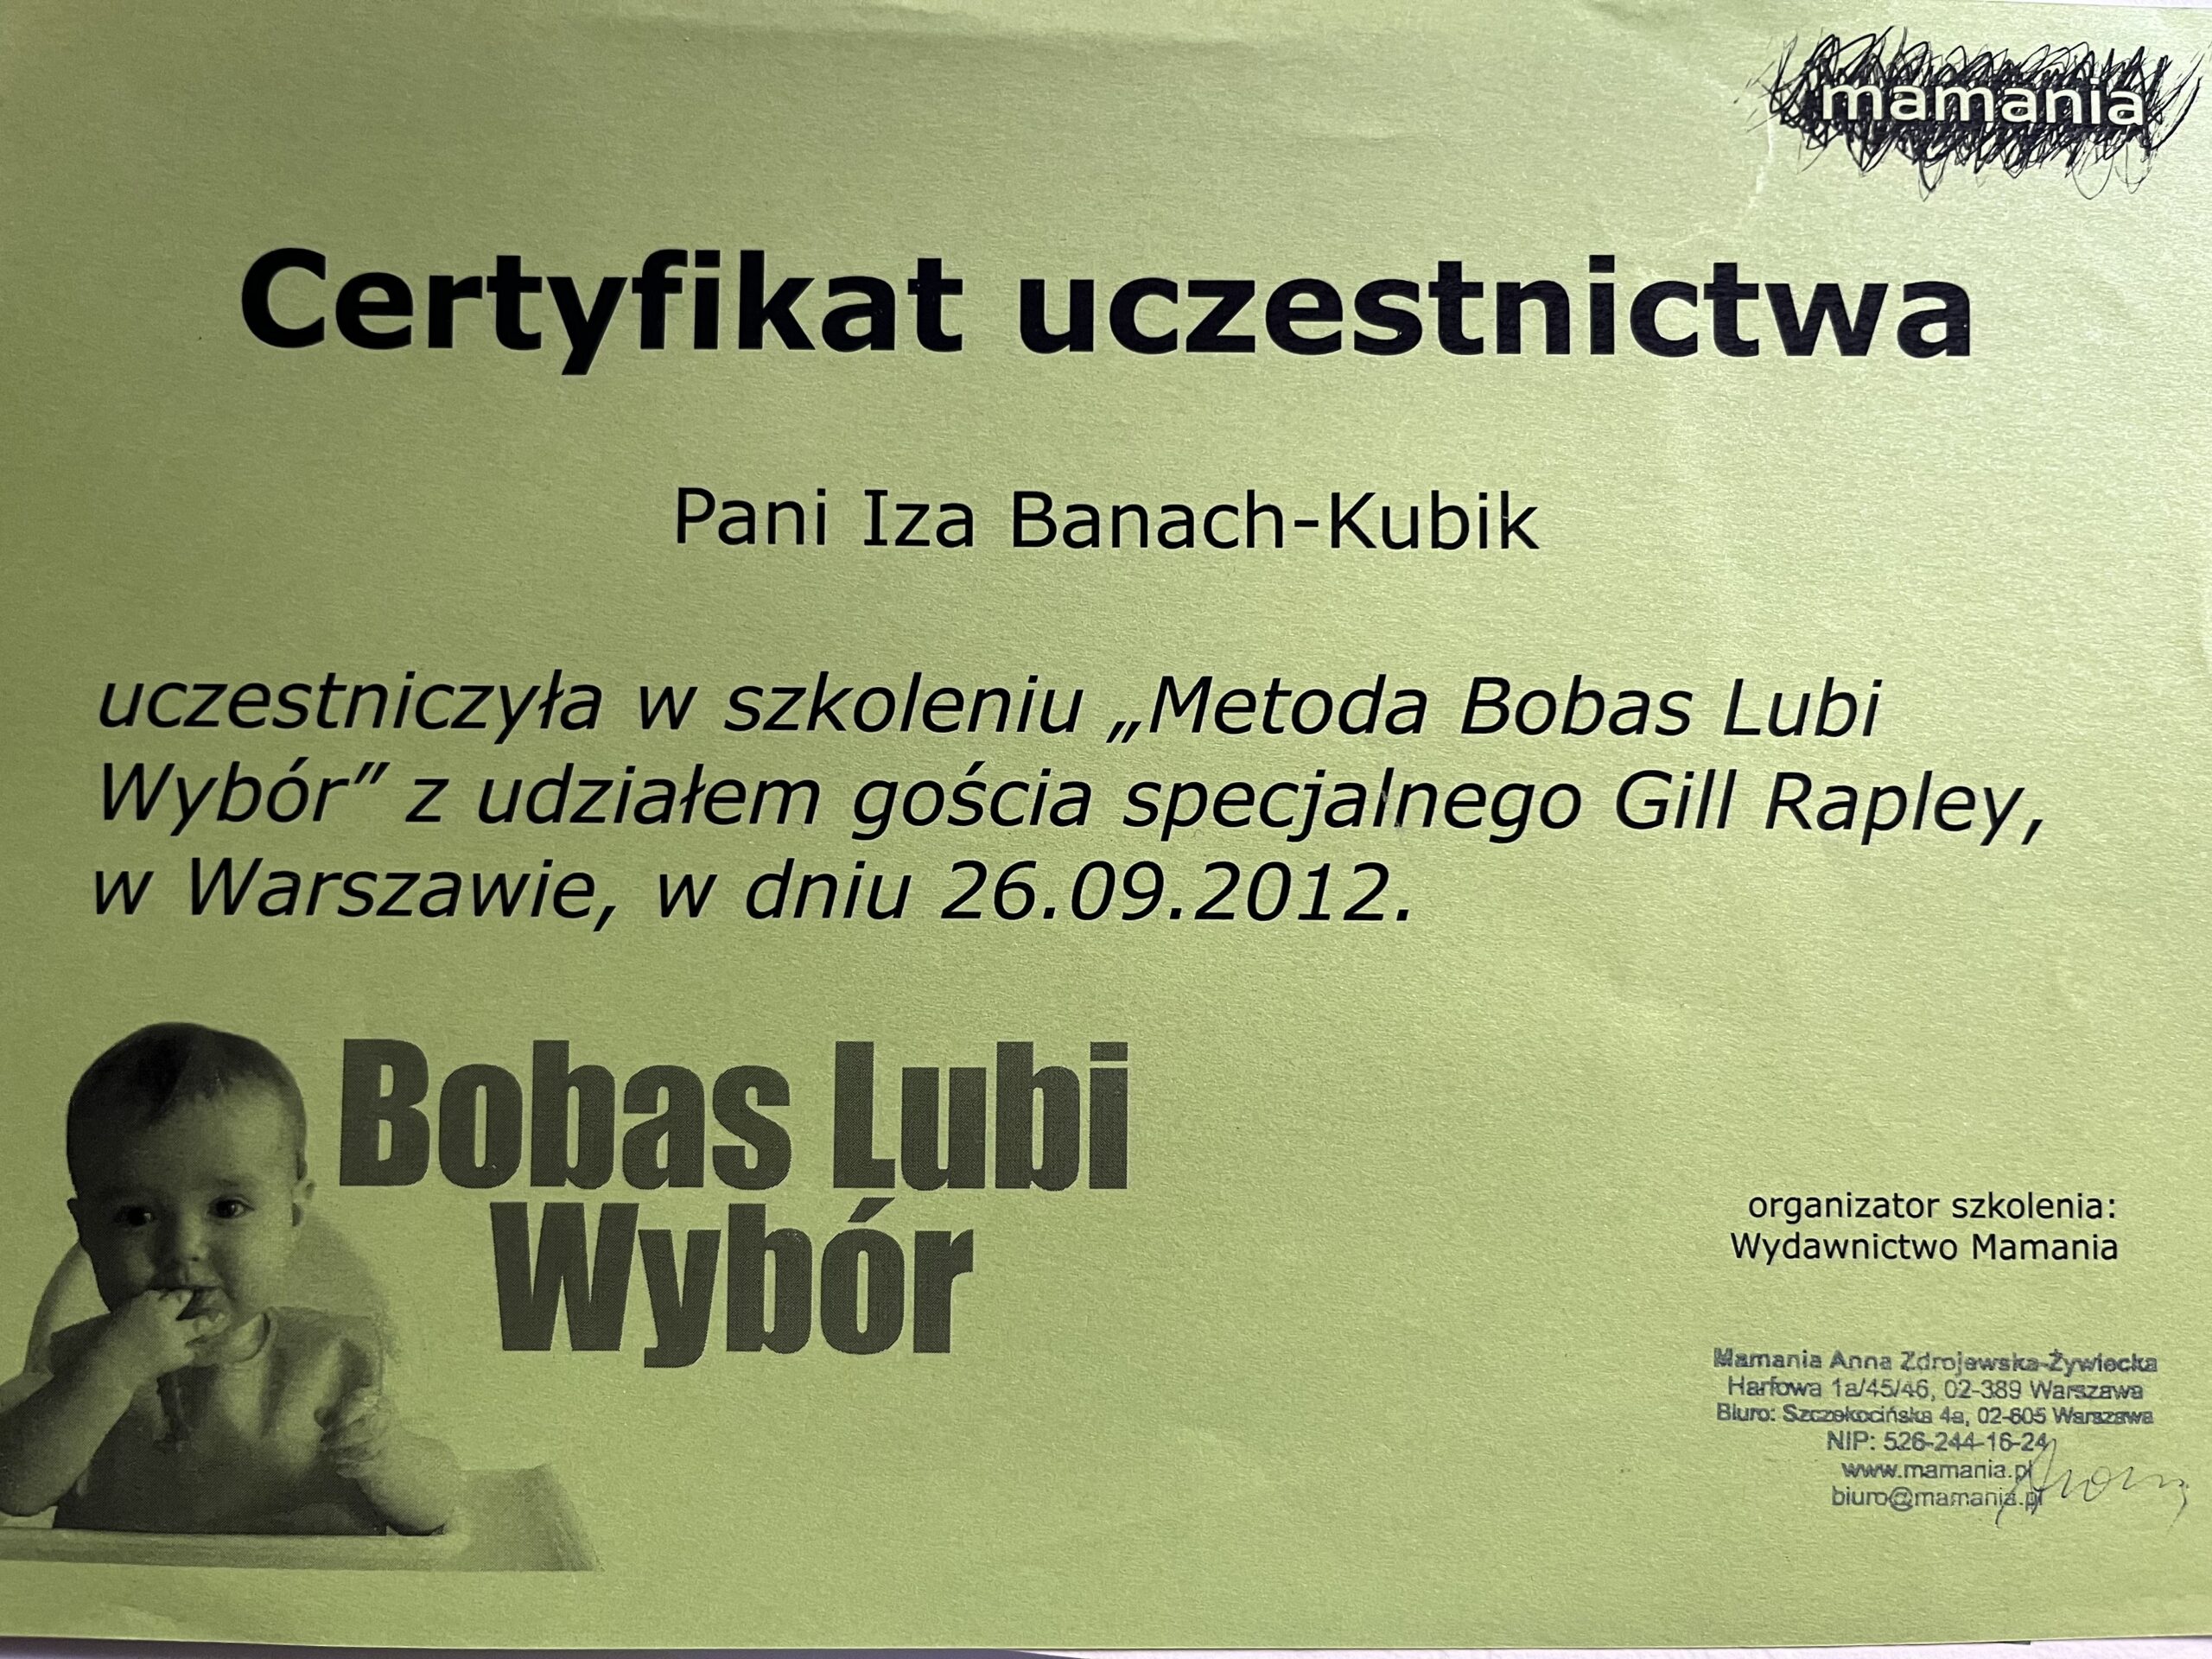 mamania
Certyfikat uczestnictwa
Pani Iza Banach-Kubik
uczestniczyła w szkoleniu „Metoda Bobas Lubi
Wybór” z udziałem gościa specjalnego Gill Rapley,
w Warszawie, w dniu 26.09.2012.
Bobas Lubi
Wybór
organizator szkolenia:
Wydawnictwo Mamania
Mamania Anna Zdrojewska-Żywiecka
Harfowa 1a/45/46, 02-389 Warszawa
Biuro: Szczekocińska 4a, 02-605 Warszawa
NIP: 526-244-16-24
www.mamania.pl
biuro@mamania.pl